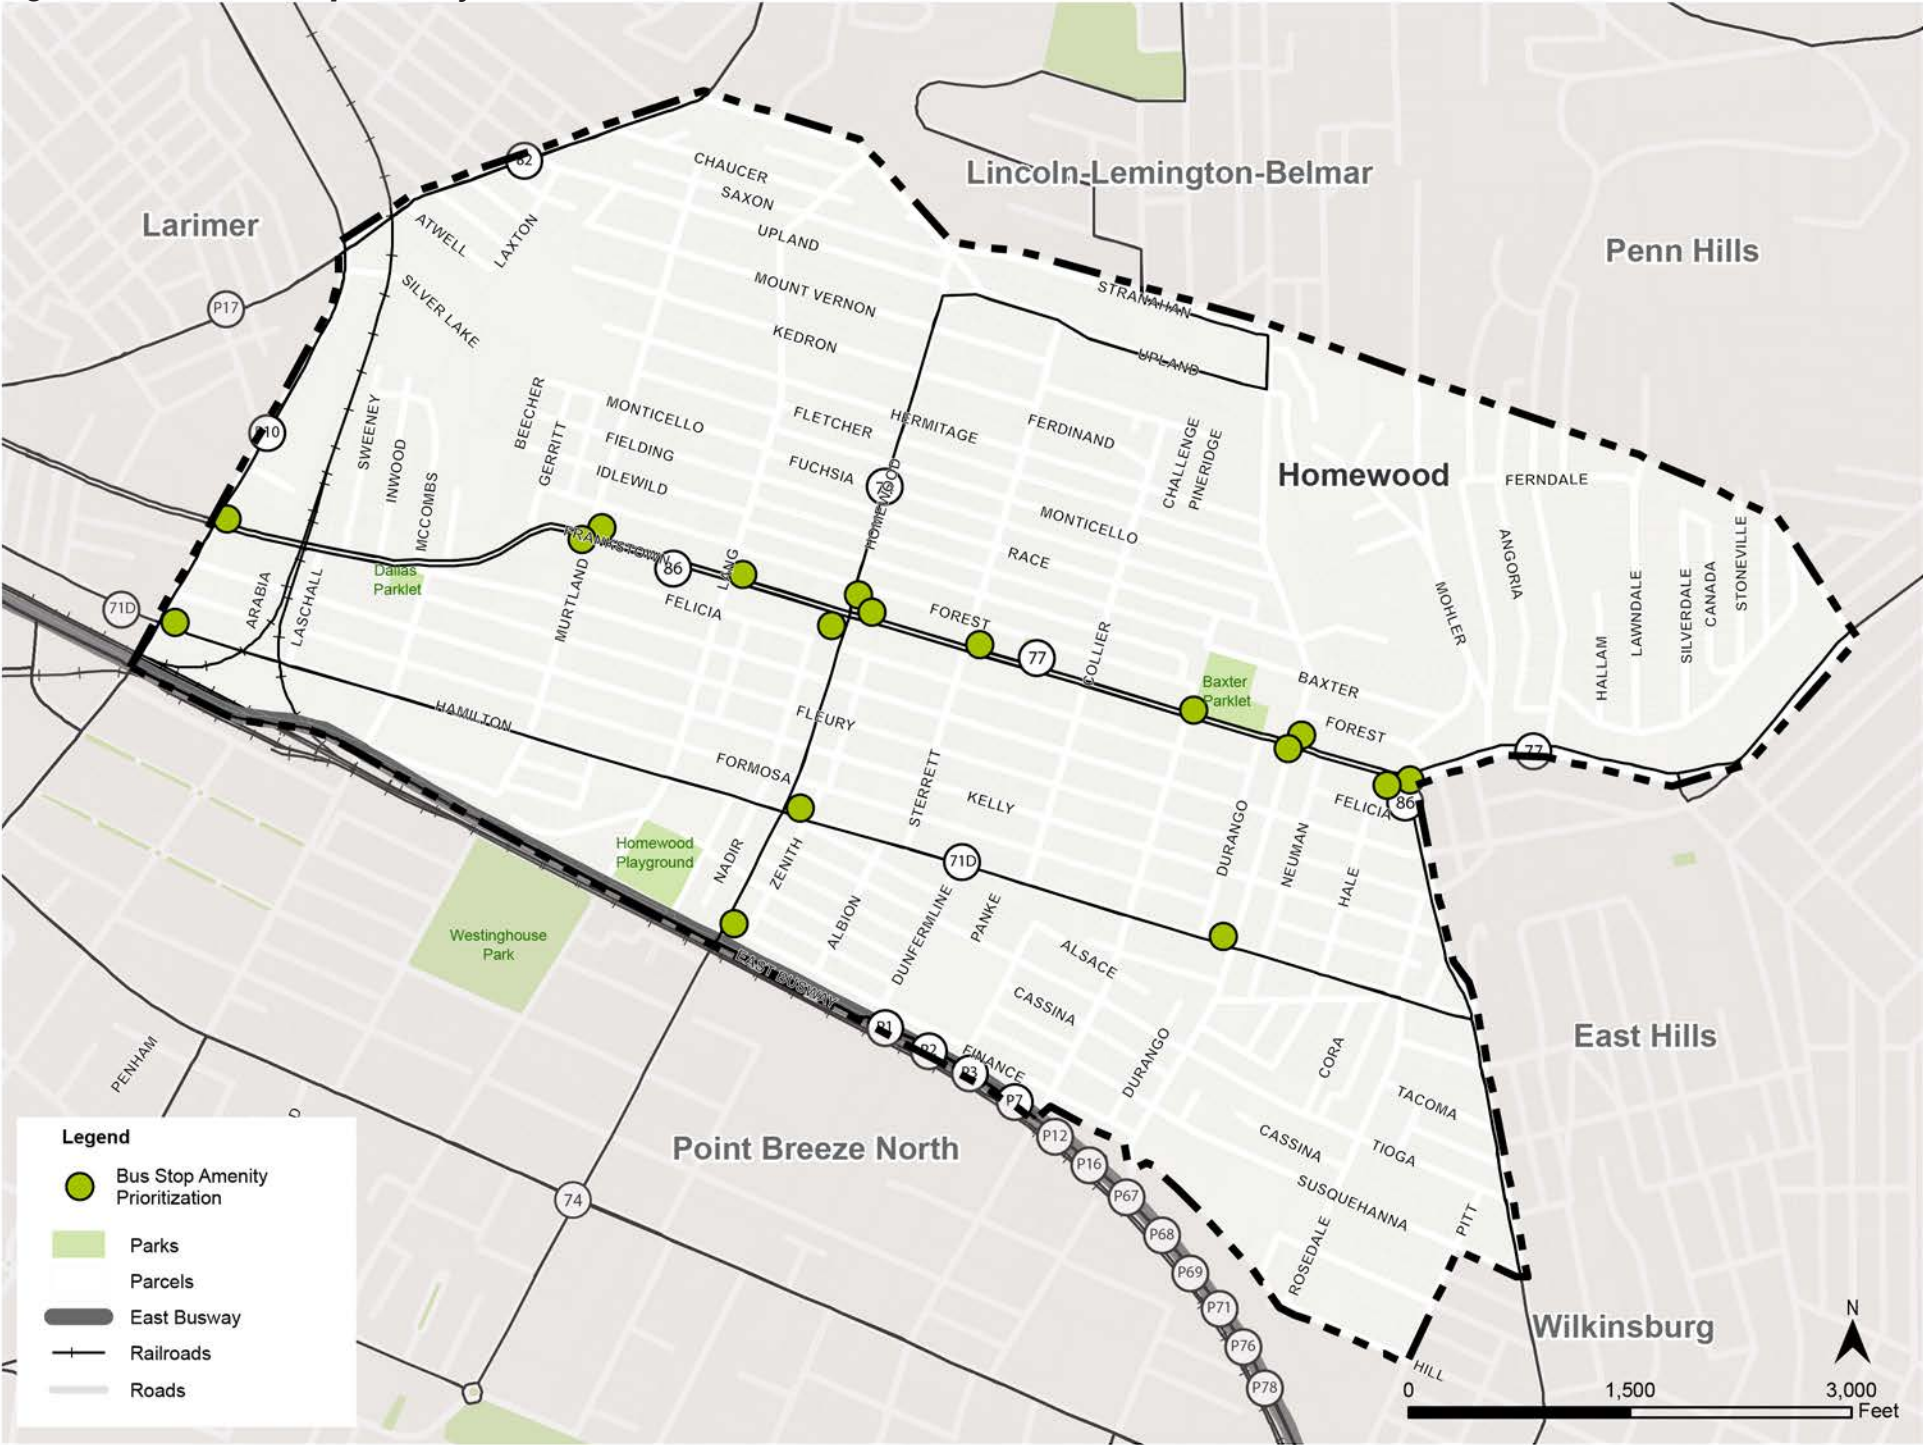 Lincoln-Lemington-Belmar
Larimer
Penn Hills
82
CHAUCER
SAXON
UPLAND
ATWELL
LAXTON
SILVER LAKE
MOUNT VERNON
KEDRON
STRANAHAN
UPLAND
P17
SWEENEY
INWOOD
MCCOMBS
BEECHER
GERRITT
MONTICELLO
FIELDING
IDLEWILD
FLETCHER
FUCHSIA
HERMITAGE
HOMEWOOD
FERDINAND
CHALLENGE
PINERIDGE
Homewood
FERNDALE
ANGORIA
MOHLER
HALLAM
LAWNDALE
SILVERDALE
CANADA
STONEVILLE
MONTICELLO
RACE
FRANKSTOWN
86
LANG
Dallas
Parklet
71D
ARABIA
LASCHALL
MURTLAND
FELICIA
FOREST
77
COLLIER
Baxter
Parklet
BAXTER
FOREST
77
FELICIA
86
HAMILTON
FLEURY
FORMOSA
STERRETT
KELLY
DURANGO
NEUMAN
HALE
Homewood
Playground
NADIR
ZENITH
71D
ALBION
DUNFERMLINE
PANKE
ALSACE
CASSINA
Westinghouse
Park
EAST BUSWAY
P1
P2
P3
P7
P12
P16
P67
P68
P69
P71
P76
P78
FINANCE
DURANGO
CORA
TACOMA
TIOGA
CASSINA
SUSQUEHANNA
PITT
ROSEDALE
HILL
East Hills
Point Breeze North
Wilkinsburg
PENHAM
D
74
Legend
Bus Stop Amenity
Prioritization
Parks
Parcels
East Busway
Railroads
Roads
N
0 1,500 3,000
Feet